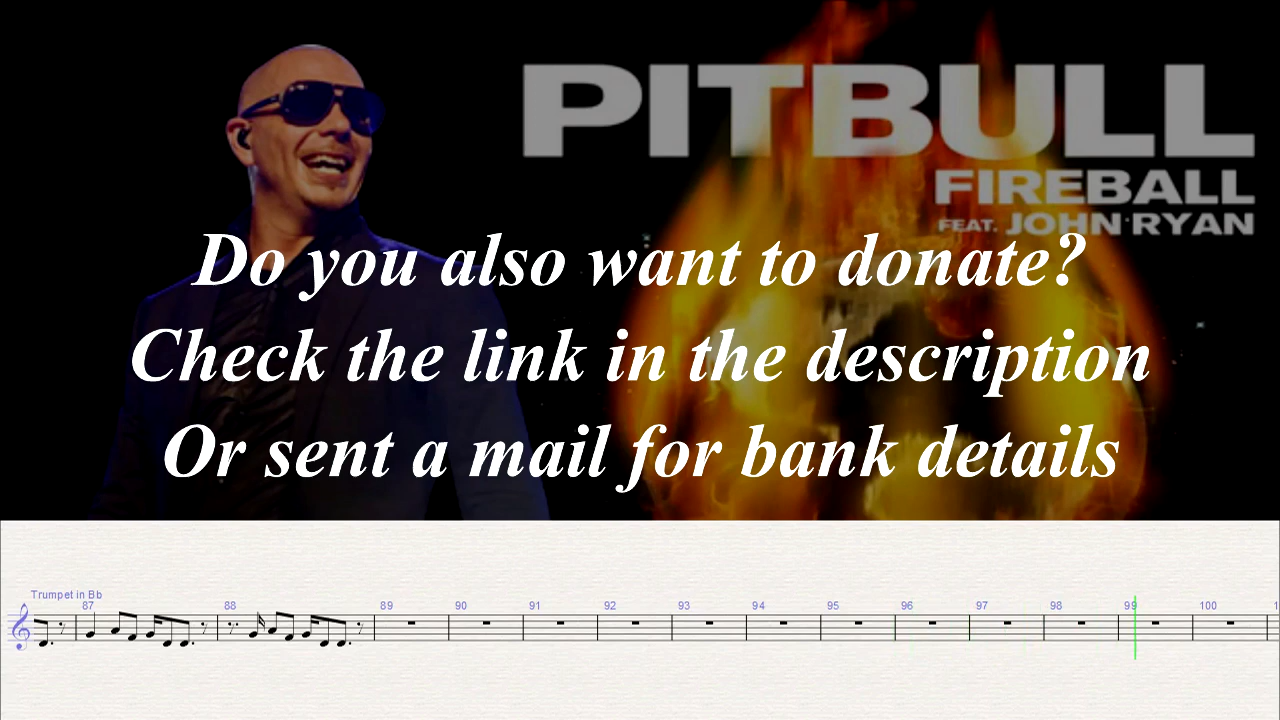 PITBULL
FIREBALL
FEAT. JOHN RYAN
Do you also want to donate?
Check the link in the description
Or sent a mail for bank details
Trumpet in Bb
87 88 89 90 91 92 93 94 95 96 97 98 99 100